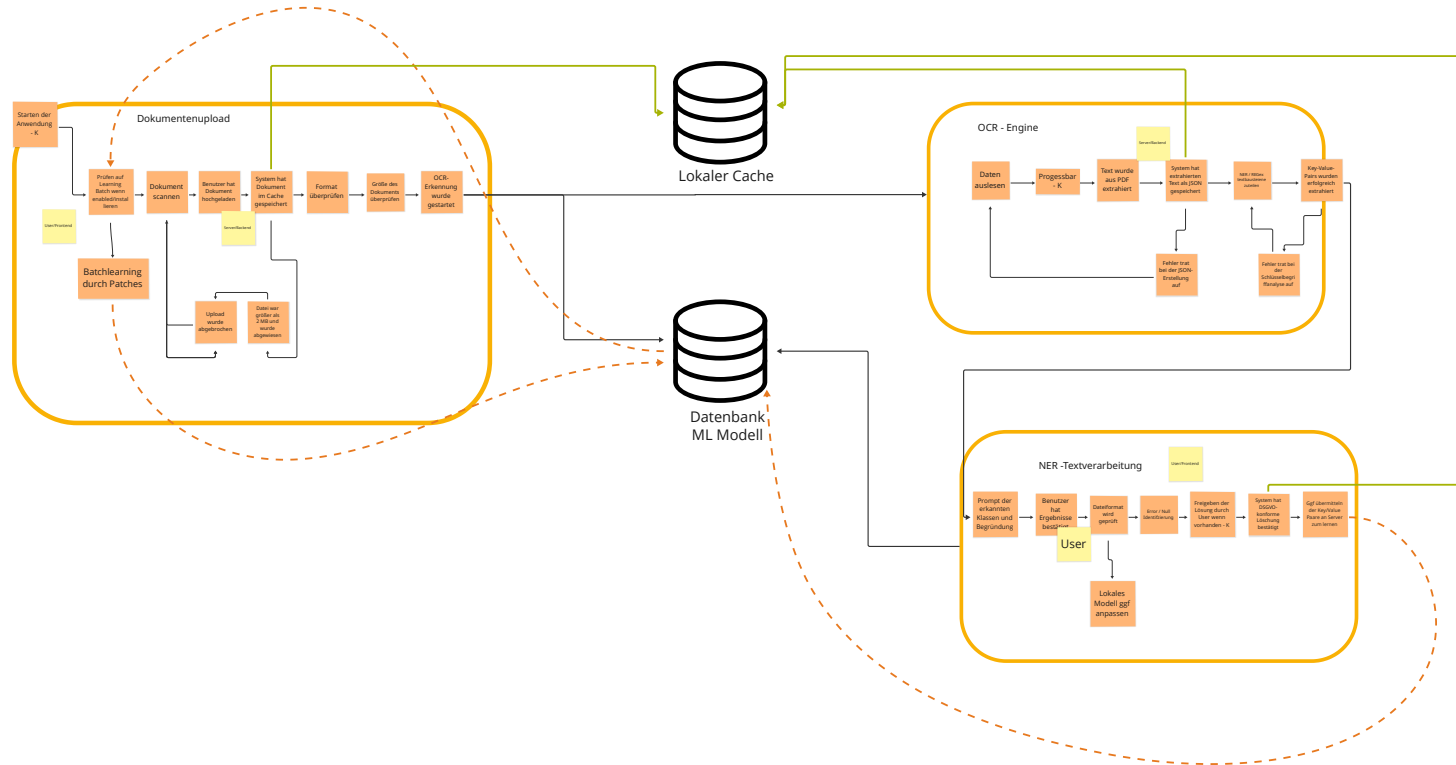 Dokumentenupload
Starten der
Anwendung
- K
Prüfen auf
Learning
Batch wenn
enabled/instal
lieren
Dokument
scannen
Benutzer hat
Dokument
hochgeladen
System hat
Dokument
im Cache
gespeichert
Format
überprüfen
Größe des
Dokuments
überprüfen
OCR-
Erkennung
wurde
gestartet
User/Frontend
Server/Backend
Batchlearning
durch Patches
Upload
wurde
abgebrochen
Datei war
größer als
2 MB und
wurde
abgewiesen
Lokaler Cache
Datenbank
ML Modell
OCR - Engine
Server/Backend
Daten
auslesen
Progessbar
- K
Text wurde
aus PDF
extrahiert
System hat
extrahierten
Text als JSON
gespeichert
NER /
zuteilen
Key-Value-
Pairs wurden
erfolgreich
extrahiert
Fehler trat
bei der JSON-
Erstellung
auf
Fehler trat bei
der
Schlüsselbegri
ffanalyse auf
NER -Textverarbeitung
User/Frontend
Prompt der
erkannten
Klassen und
Begründung
Benutzer
hat
Ergebnisse
bestätigt
User
Dateiformat
wird
geprüft
Error / Null
Identifizierung
Freigeben der
Lösung durch
User wenn
vorhanden - K
System hat
DSGVO-
konforme
Löschung
bestätigt
Ggf übermitteln
der Key/Value
Paare an Server
zum lernen
Lokales
Modell ggf
anpassen